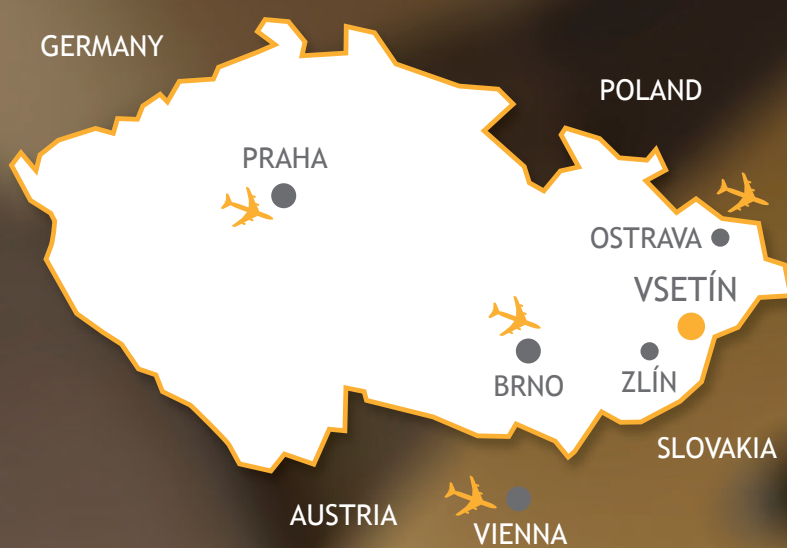 GERMANY
POLAND
PRAHA
OSTRAVA
VSETÍN
BRNO
ZLÍN
SLOVAKIA
AUSTRIA
VIENNA